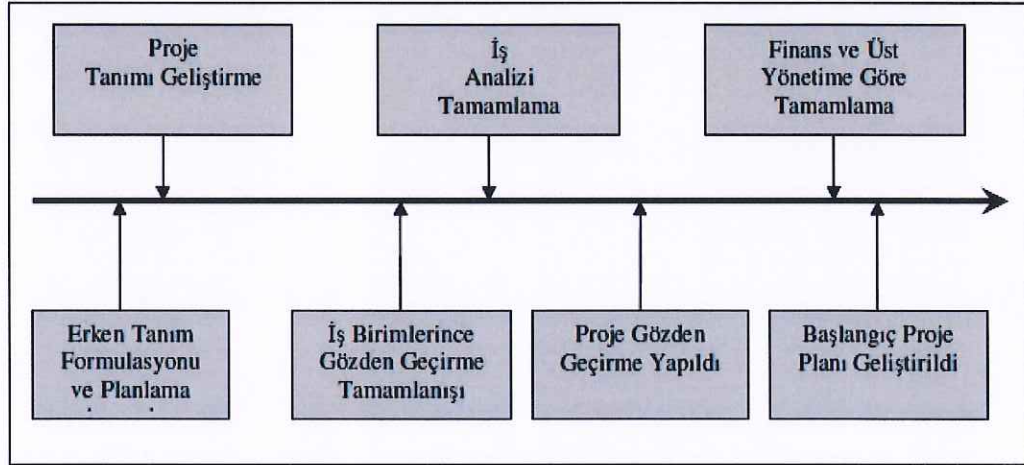 Proje
Tanımı Geliştirme
İş
Analizi
Tamamlama
Finans ve Üst
Yönetime Göre
Tamamlama
Erken Tanım
Formulasyonu
ve Planlama
İş Birimlerince
Gözden Geçirme
Tamamlanışı
Proje Gözden
Geçirme Yapıldı
Başlangıç Proje
Planı Geliştirildi